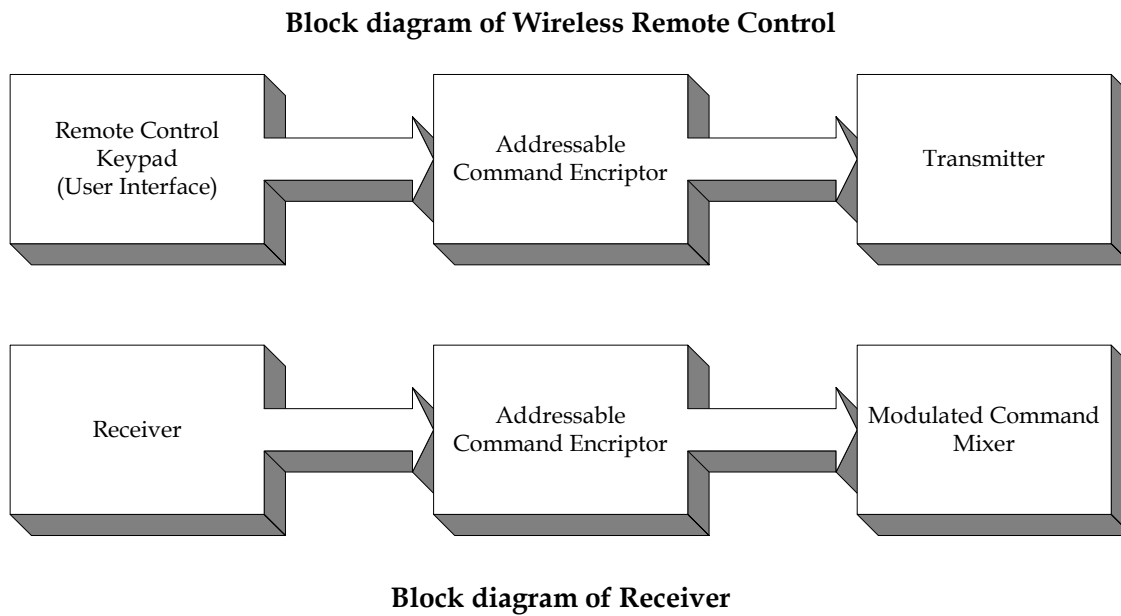 Block diagram of Wireless Remote Control
Remote Control
Keypad
(User Interface)
Addressable
Command Encriptor
Transmitter
Receiver
Addressable
Command Encriptor
Modulated Command
Mixer
Block diagram of Receiver